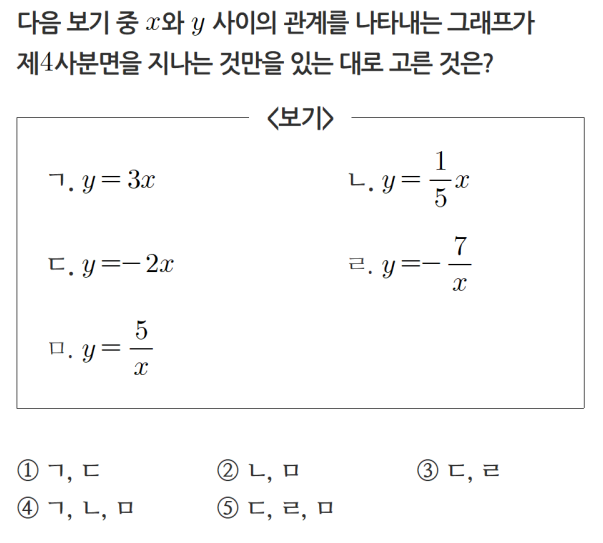 다음 보기 중 x와 y 사이의 관계를 나타내는 그래프가
제4사분면을 지나는 것만을 있는 대로 고른 것은?
<보기>
ㄱ. y=3x ㄴ. y=\frac{1}{5}x
ㄷ. y=-2x ㄹ. y=-\frac{7}{x}
ㅁ. y=\frac{5}{x}
① ㄱ, ㄷ ② ㄴ, ㅁ ③ ㄷ, ㄹ
④ ㄱ, ㄴ, ㅁ ⑤ ㄷ, ㄹ, ㅁ